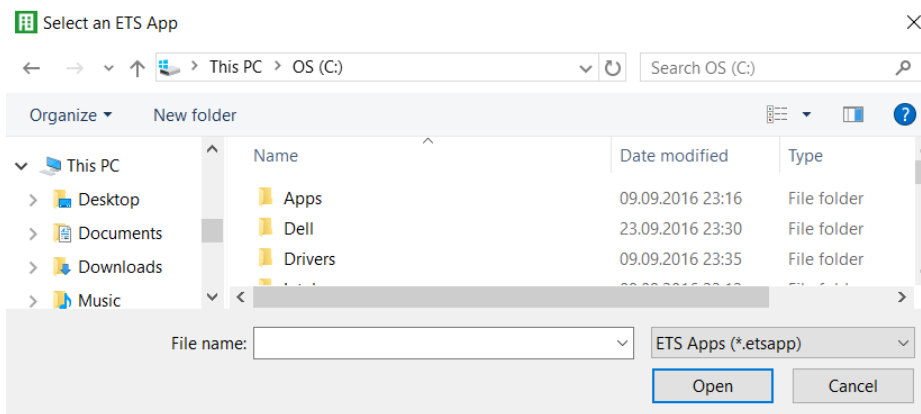 Select an ETS App
This PC > OS (C:)
Search OS (C:)
Organize
New folder
?
Name
Date modified
Type
This PC
Desktop
Documents
Downloads
Music
Apps
09.09.2016 23:16
File folder
Dell
23.09.2016 23:30
File folder
Drivers
09.09.2016 23:35
File folder
File name:
ETS Apps (*.etsapp)
Open
Cancel